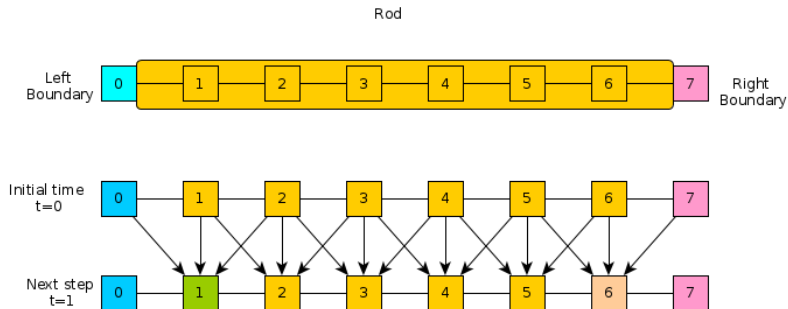 Rod
Left
Boundary
0 1 2 3 4 5 6 7
Right
Boundary
Initial time
t=0
0 1 2 3 4 5 6 7
Next step
t=1
0 1 2 3 4 5 6 7